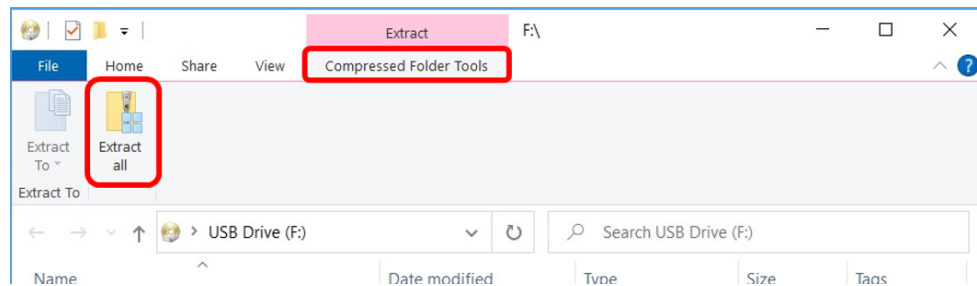 Extract F:\
File Home Share View Compressed Folder Tools ?
Extract To Extract all
Extract To
USB Drive (F:) Search USB Drive (F:)
Name Date modified Type Size Tags